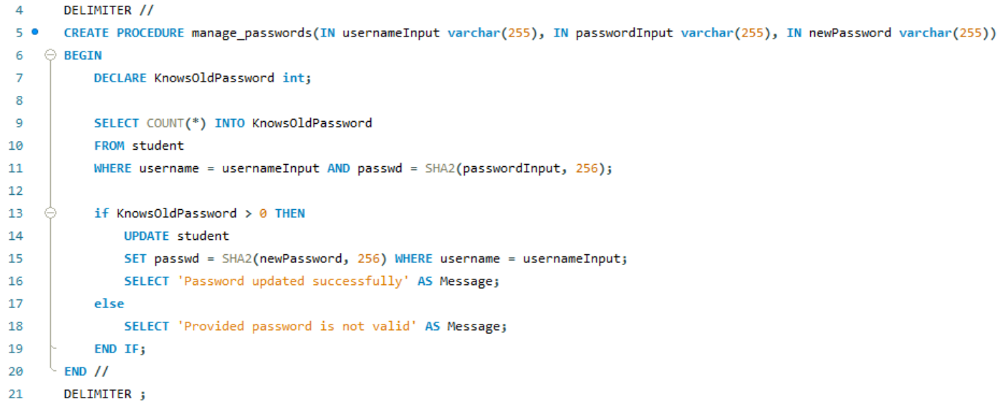 4 DELIMITER //
5 CREATE PROCEDURE manage_passwords(IN usernameInput varchar(255), IN passwordInput varchar(255), IN newPassword varchar(255))
6 BEGIN
7 DECLARE KnowsOldPassword int;
8
9 SELECT COUNT(*) INTO KnowsOldPassword
10 FROM student
11 WHERE username = usernameInput AND passwd = SHA2(passwordInput, 256);
12
13 if KnowsOldPassword > 0 THEN
14 UPDATE student
15 SET passwd = SHA2(newPassword, 256) WHERE username = usernameInput;
16 SELECT 'Password updated successfully' AS Message;
17 else
18 SELECT 'Provided password is not valid' AS Message;
19 END IF;
20 END //
21 DELIMITER ;